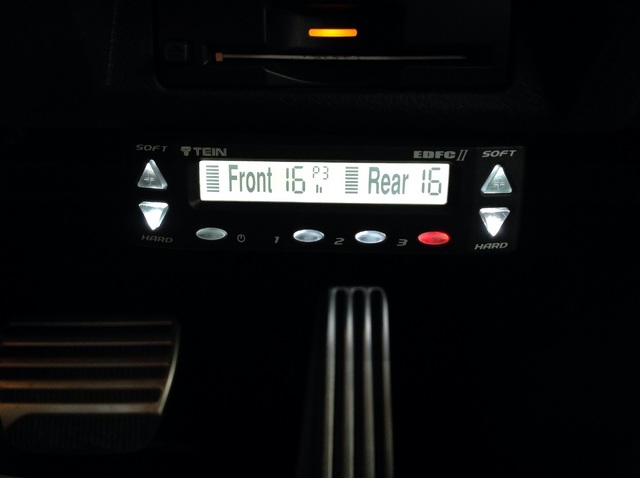 SOFT TEIN EDFC II SOFT
Front 16 P3 Rear 16
HARD 1 2 3 HARD